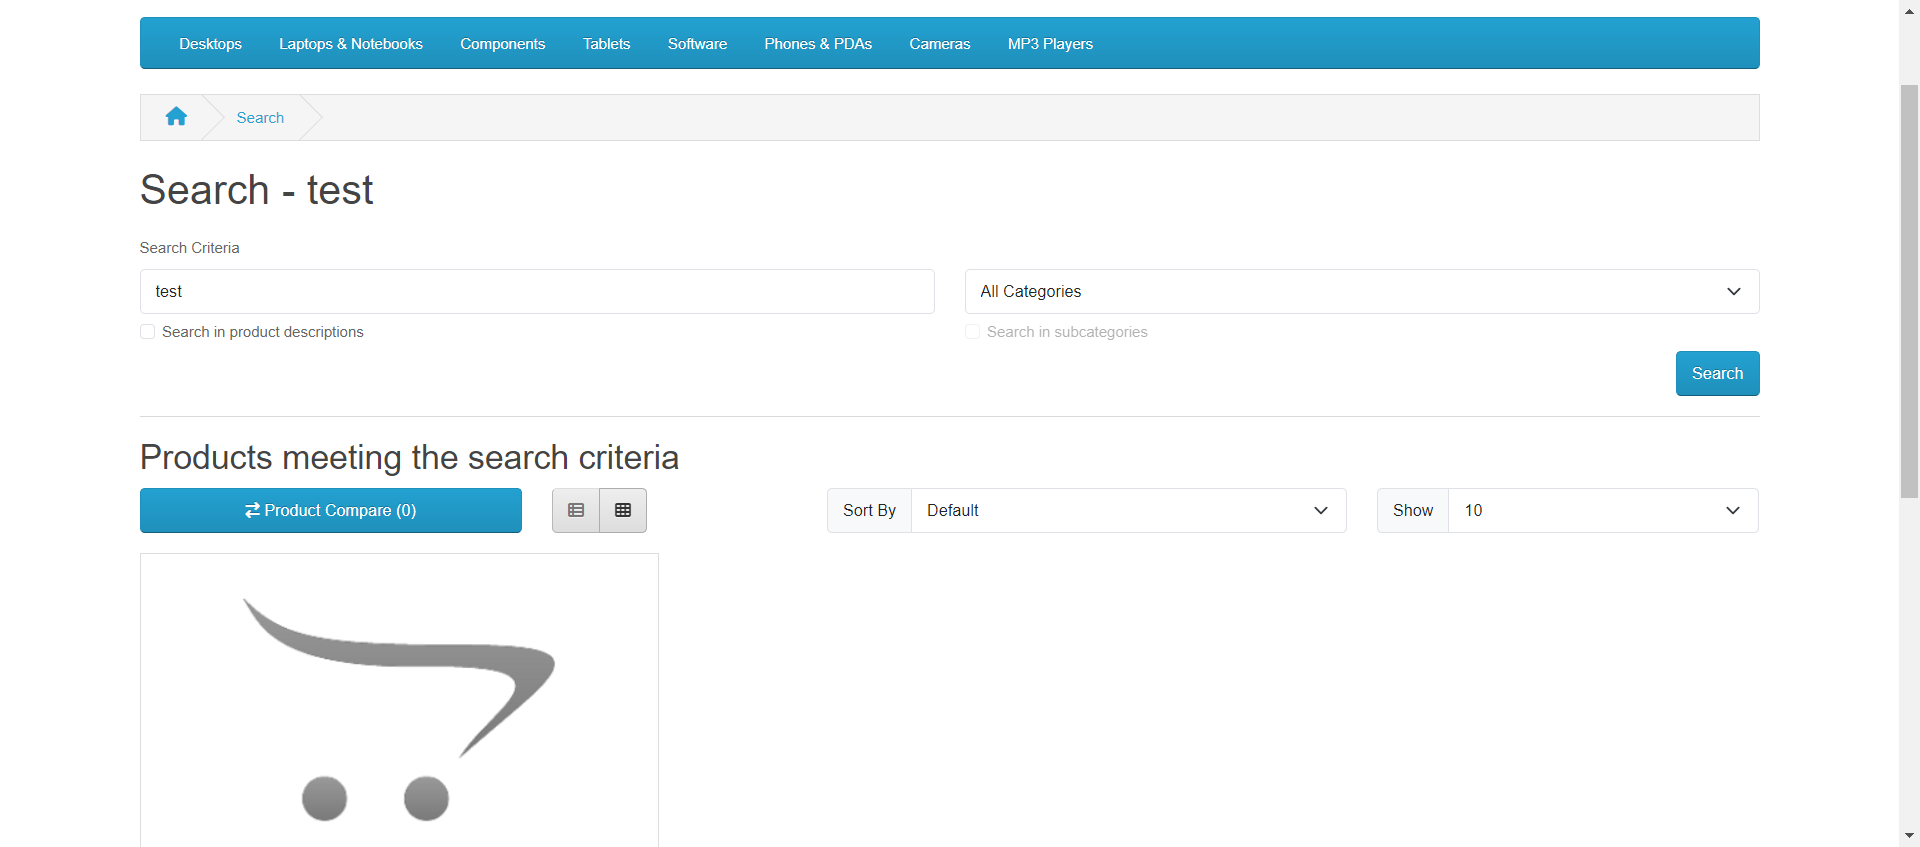 Desktops Laptops & Notebooks Components Tablets Software Phones & PDAs Cameras MP3 Players
Search
Search - test
Search Criteria
test All Categories
Search in product descriptions Search in subcategories
Search
Products meeting the search criteria
Product Compare (0) Sort By Default Show 10